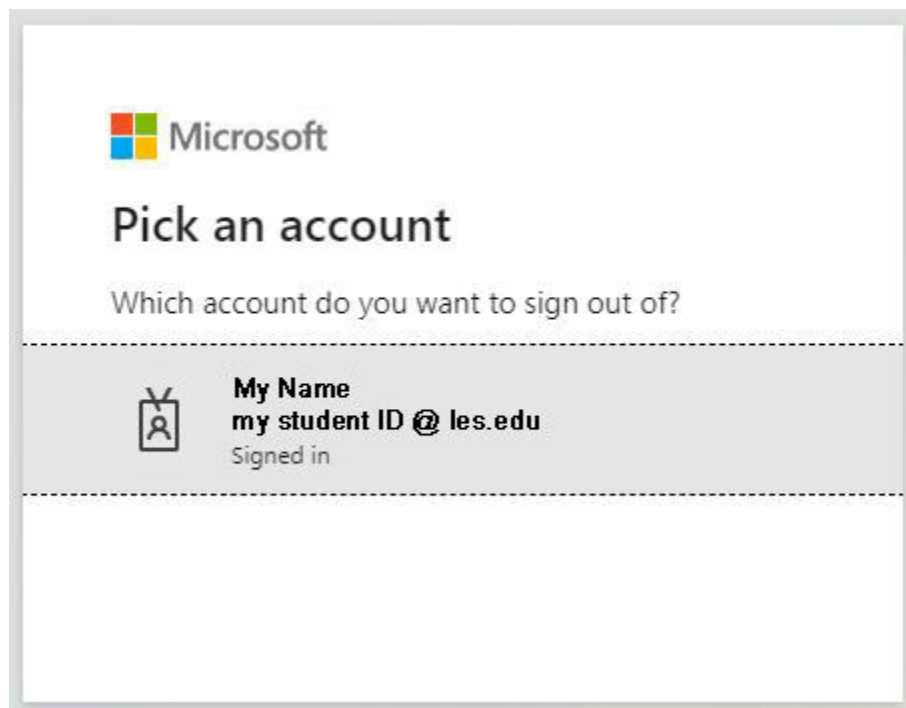 Microsoft
Pick an account
Which account do you want to sign out of?
My Name
my student ID @ les.edu
Signed in